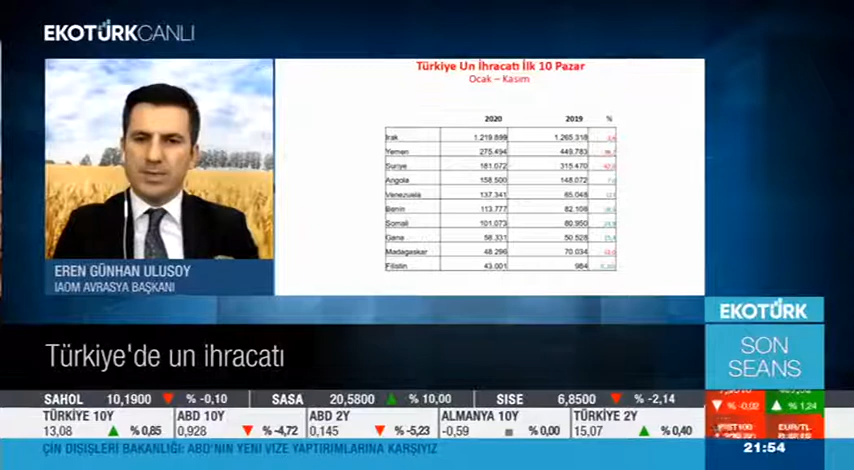 EKOTÜRK CANLI
Türkiye Un İhracatı İlk 10 Pazar
Ocak – Kasım
2020 2019 %
Irak 1.219.899 1.265.318
Yemen 275.494 449.783
Suriye 181.072 315.470
Angola 158.500 148.072
Venezuela 137.341 65.048
Benin 113.777 82.108
Somali 101.073 80.950
Gana 58.331 50.528
Madagaskar 48.296 70.034
Filistin 43.001 984
EREN GÜNHAN ULUSOY
IAOM AVRASYA BAŞKANI
EKOTÜRK
SON
SEANS
Türkiye'de un ihracatı
SAHOL 10,1900 % -0,10 SASA 20,5800 % 10,00 SISE 6,8500 % -2,14
TÜRKİYE 10Y ABD 10Y ABD 2Y ALMANYA 10Y TÜRKİYE 2Y
13,08 % 0,85 0,928 % -4,72 0,145 % -5,23 -0,59 % 0,00 15,07 % 0,40
% -0,02 % 1,24
BIST100 EUR/TL
ÇİN DIŞİŞLERİ BAKANLIĞI: ABD'NİN YENİ VİZE YAPTIRIMLARINA KARŞIYIZ
21:54